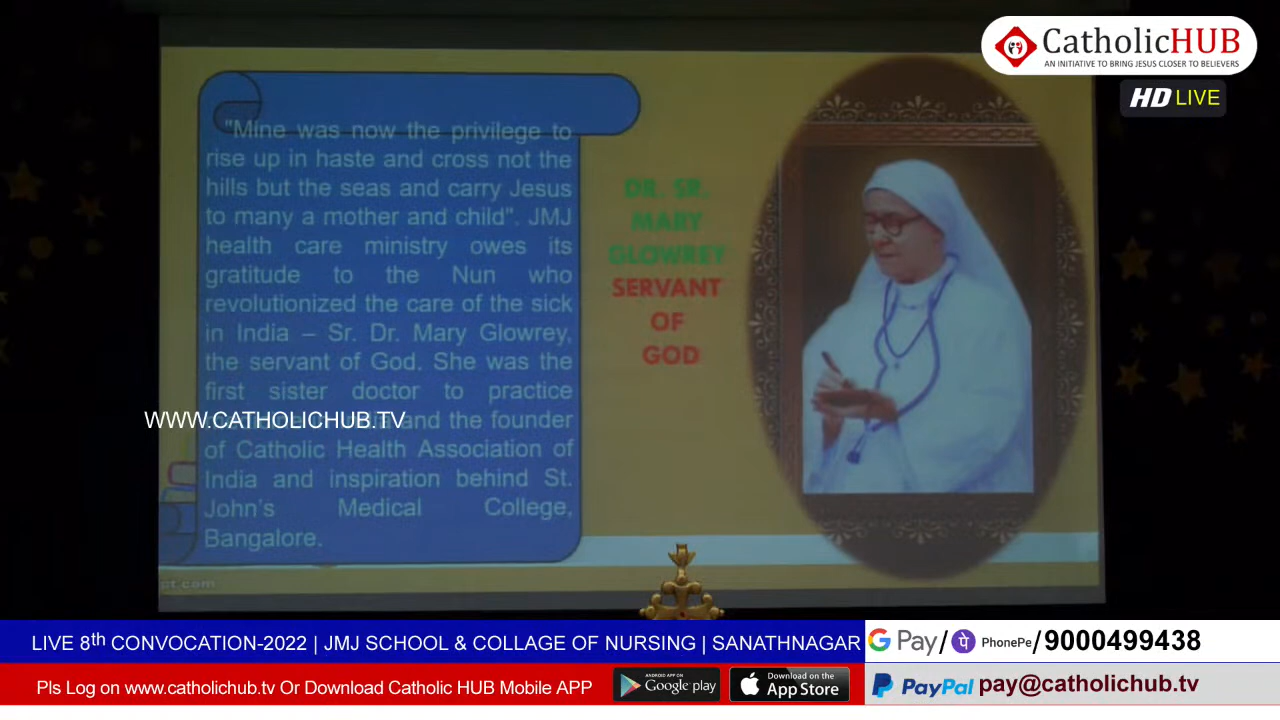 CatholicHUB
AN INITIATIVE TO BRING JESUS CLOSER TO BELIEVERS
HD LIVE
"Mine was now the privilege to
rise up in haste and cross not the
hills but the seas and carry Jesus
to many a mother and child". JMJ
health care ministry owes its
gratitude to the Nun who
revolutionized the care of the sick
in India – Sr. Dr. Mary Glowrey,
the servant of God. She was the
first sister doctor to practice
and the founder
of Catholic Health Association of
India and inspiration behind St.
John's Medical College,
Bangalore.
DR. SR.
MARY
GLOWREY
SERVANT
OF
GOD
WWW.CATHOLICHUB.TV
LIVE 8th CONVOCATION-2022 | JMJ SCHOOL & COLLAGE OF NURSING | SANATHNAGAR
G Pay / PhonePe / 9000499438
Pls Log on www.catholichub.tv Or Download Catholic HUB Mobile APP
ANDROID APP ON
Google play
Download on the
App Store
PayPal pay@catholichub.tv